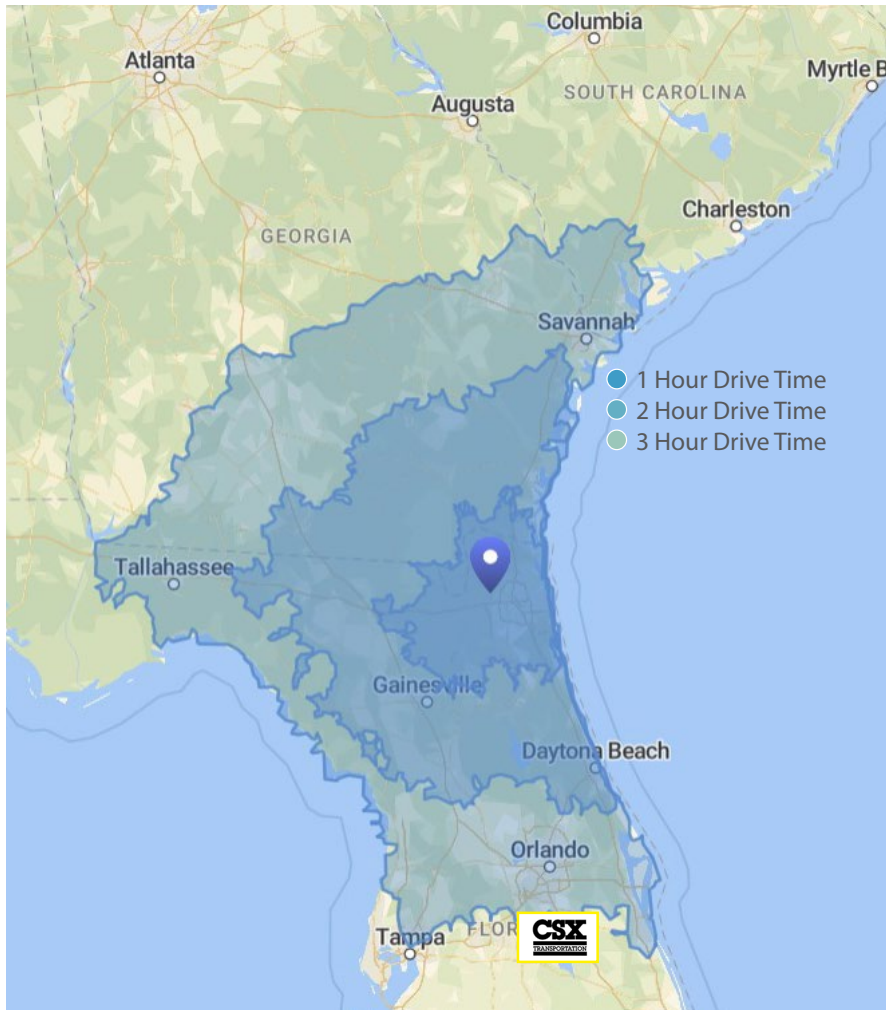 Columbia
Atlanta
Myrtle B
SOUTH CAROLINA
Augusta
Charleston
GEORGIA
Savannah
1 Hour Drive Time
2 Hour Drive Time
3 Hour Drive Time
Tallahassee
Gainesville
Daytona Beach
Orlando
CSX
TRANSPORTATION
FLOR
Tampa